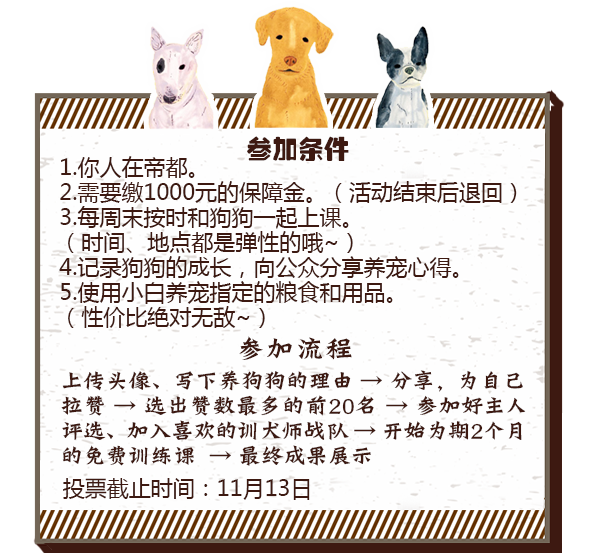 参加条件
1.你人在帝都。
2.需要缴1000元的保障金。（活动结束后退回）
3.每周末按时和狗狗一起上课。
（时间、地点都是弹性的哦~）
4.记录狗狗的成长，向公众分享养宠心得。
5.使用小白养宠指定的粮食和用品。
（性价比绝对无敌~）
参加流程
上传头像、写下养狗狗的理由→分享，为自己
拉赞→选出赞数最多的前20名→参加好主人
评选、加入喜欢的训犬师战队→开始为期2个月
的免费训练课 →最终成果展示
投票截止时间：11月13日